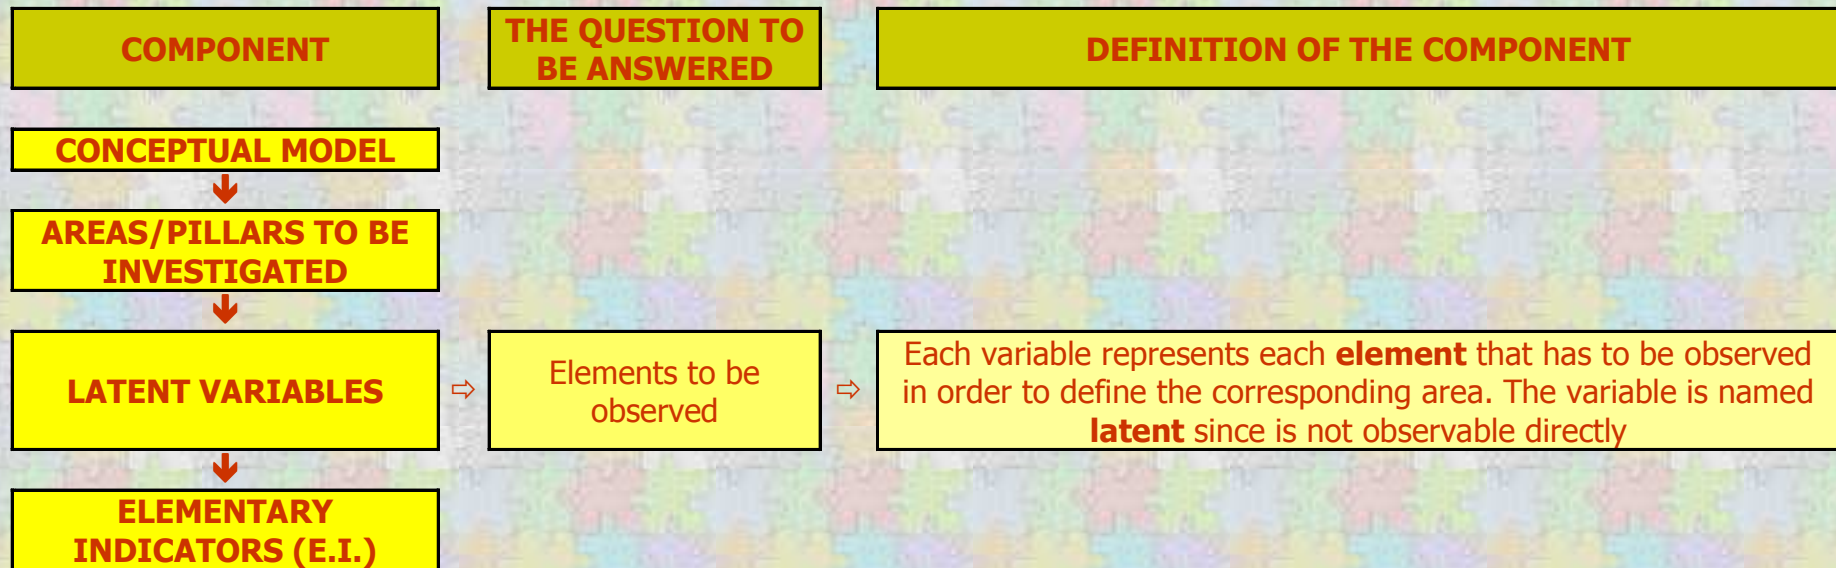 COMPONENT
THE QUESTION TO
BE ANSWERED
DEFINITION OF THE COMPONENT
CONCEPTUAL MODEL
AREAS/PILLARS TO BE
INVESTIGATED
LATENT VARIABLES
Elements to be
observed
Each variable represents each element that has to be observed
in order to define the corresponding area. The variable is named
latent since is not observable directly
ELEMENTARY
INDICATORS (E.I.)